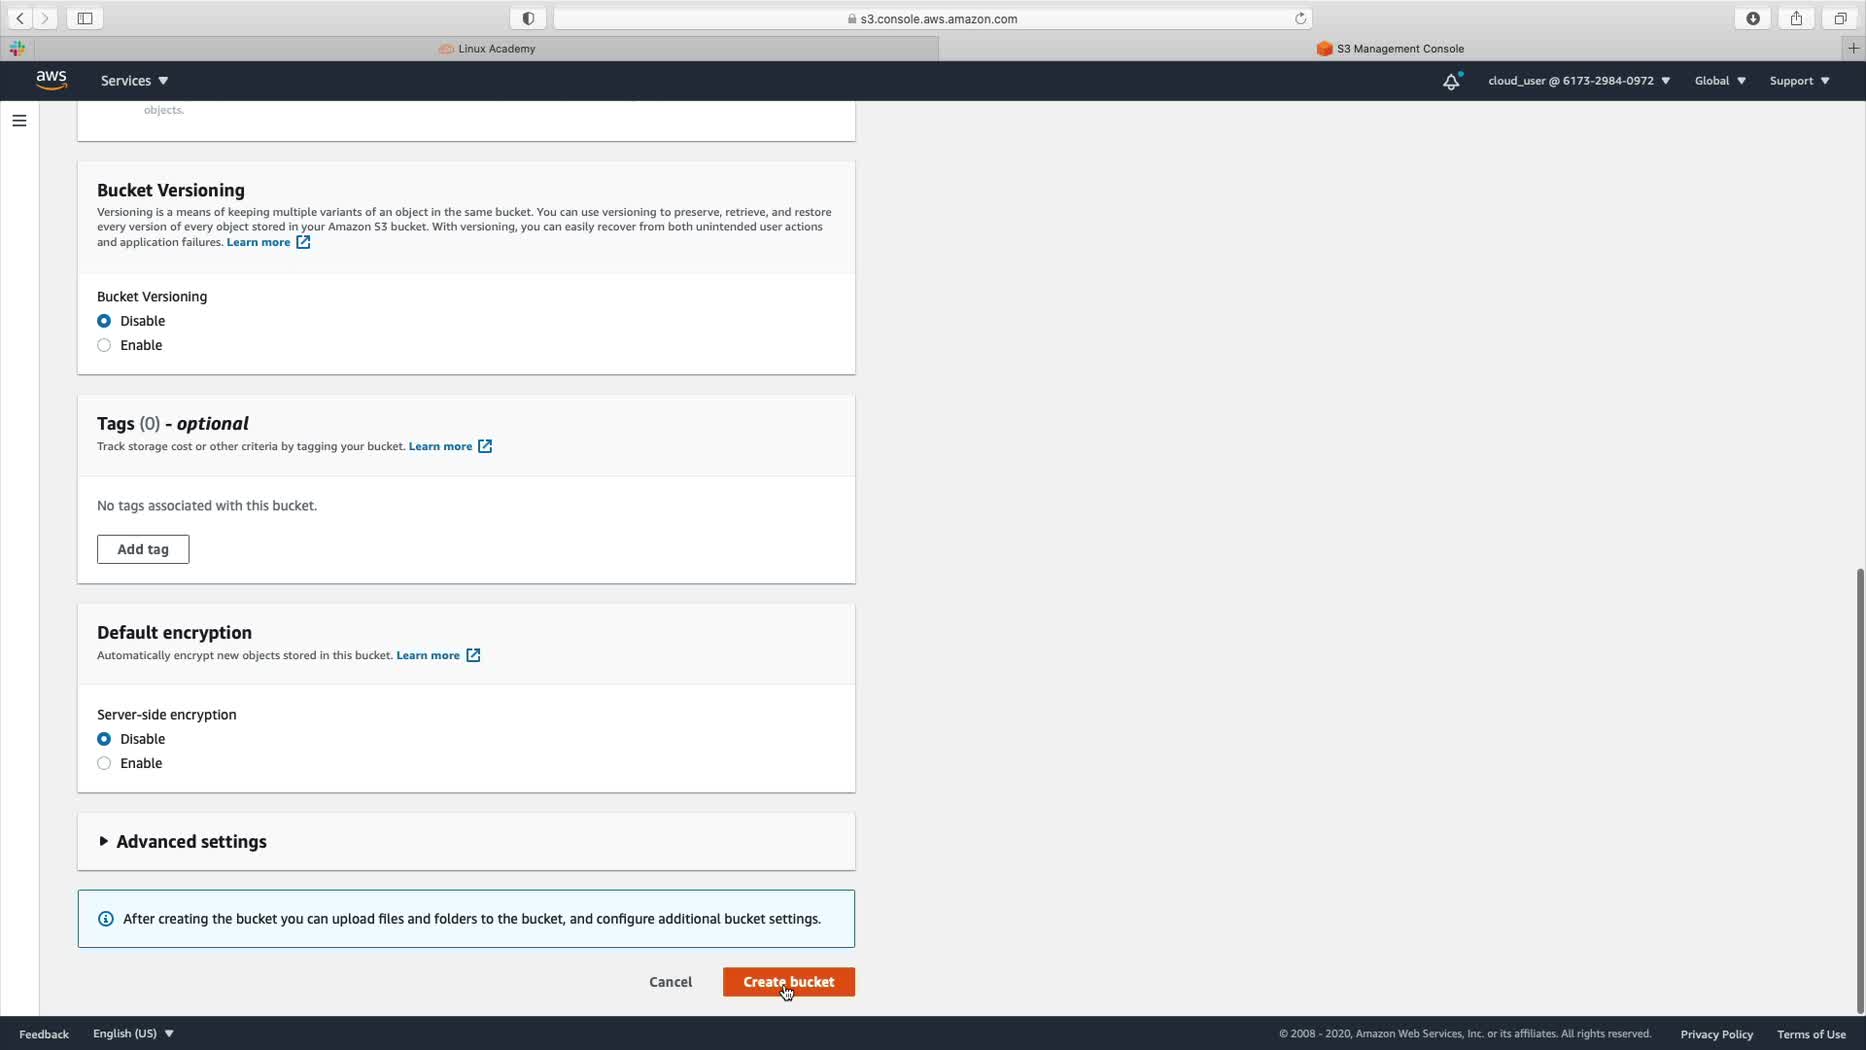 s3.console.aws.amazon.com
Linux Academy
S3 Management Console
aws
Services
cloud_user @ 6173-2984-0972
Global
Support
objects.
Bucket Versioning
Versioning is a means of keeping multiple variants of an object in the same bucket. You can use versioning to preserve, retrieve, and restore
every version of every object stored in your Amazon S3 bucket. With versioning, you can easily recover from both unintended user actions
and application failures. Learn more
Bucket Versioning
Disable
Enable
Tags (0) - optional
Track storage cost or other criteria by tagging your bucket. Learn more
No tags associated with this bucket.
Add tag
Default encryption
Automatically encrypt new objects stored in this bucket. Learn more
Server-side encryption
Disable
Enable
Advanced settings
After creating the bucket you can upload files and folders to the bucket, and configure additional bucket settings.
Cancel
Create bucket
Feedback
English (US)
© 2008 - 2020, Amazon Web Services, Inc. or its affiliates. All rights reserved.
Privacy Policy
Terms of Use